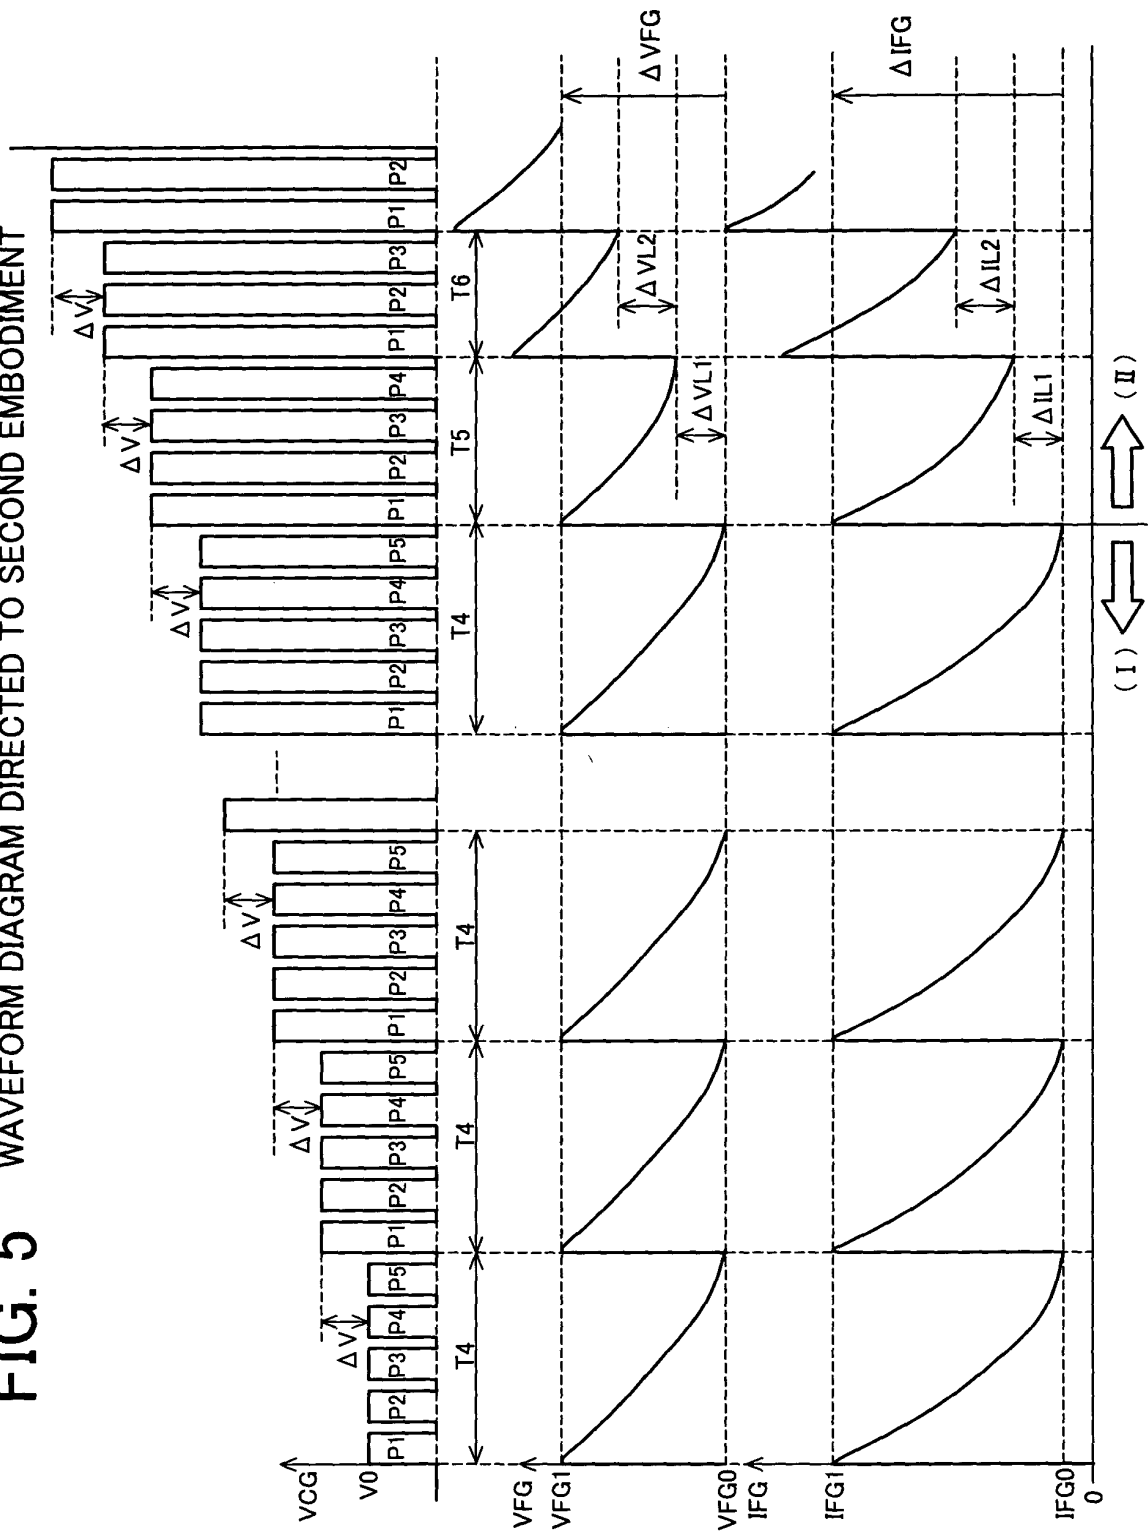 FIG. 5 WAVEFORM DIAGRAM DIRECTED TO SECOND EMBODIMENT
VCG
V0
ΔV ΔV ΔV ΔV ΔV ΔV
P1 P2 P3 P4 P5 P1 P2 P3 P4 P5 P1 P2 P3 P4 P5 P1 P2 P3 P4 P5 P1 P2 P3 P4 P1 P2 P3 P1 P2
T4 T4 T4 T4 T5 T6
VFG
VFG1
ΔVL1 ΔVL2 ΔVFG
VFG0
IFG
IFG1
ΔIL1 ΔIL2 ΔIFG
IFG0
0
(I) (II)